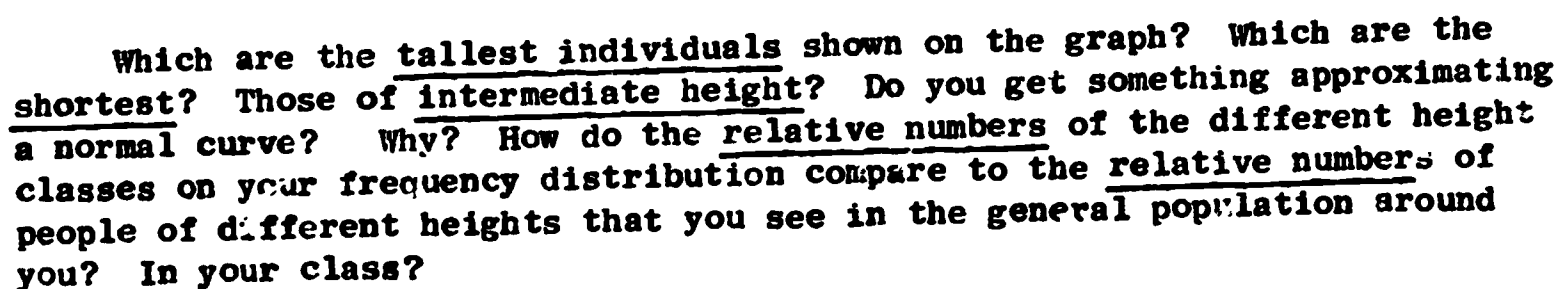 Which are the tallest individuals shown on the graph? Which are the
shortest? Those of intermediate height? Do you get something approximating
a normal curve? Why? How do the relative numbers of the different height
classes on your frequency distribution compare to the relative numbers of
people of different heights that you see in the general population around
you? In your class?